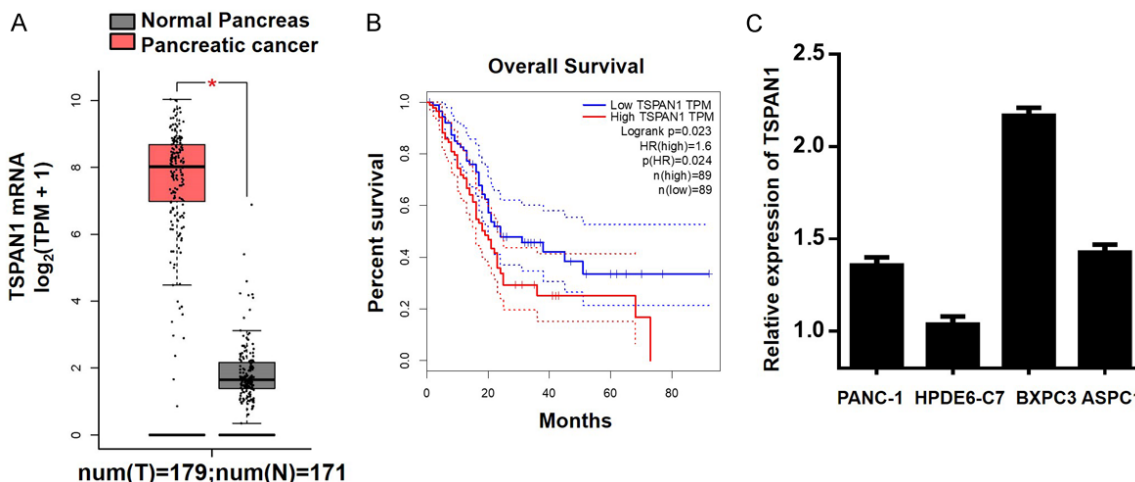 A
Normal Pancreas
Pancreatic cancer
*
TSPAN1 mRNA
log2(TPM + 1)
10
8
6
4
2
0
num(T)=179;num(N)=171
B
Overall Survival
Low TSPAN1 TPM
High TSPAN1 TPM
Logrank p=0.023
HR(high)=1.6
p(HR)=0.024
n(high)=89
n(low)=89
Percent survival
1.0
0.8
0.6
0.4
0.2
0.0
0 20 40 60 80
Months
C
Relative expression of TSPAN1
2.5
2.0
1.5
1.0
PANC-1 HPDE6-C7 BXPC3 ASPC1